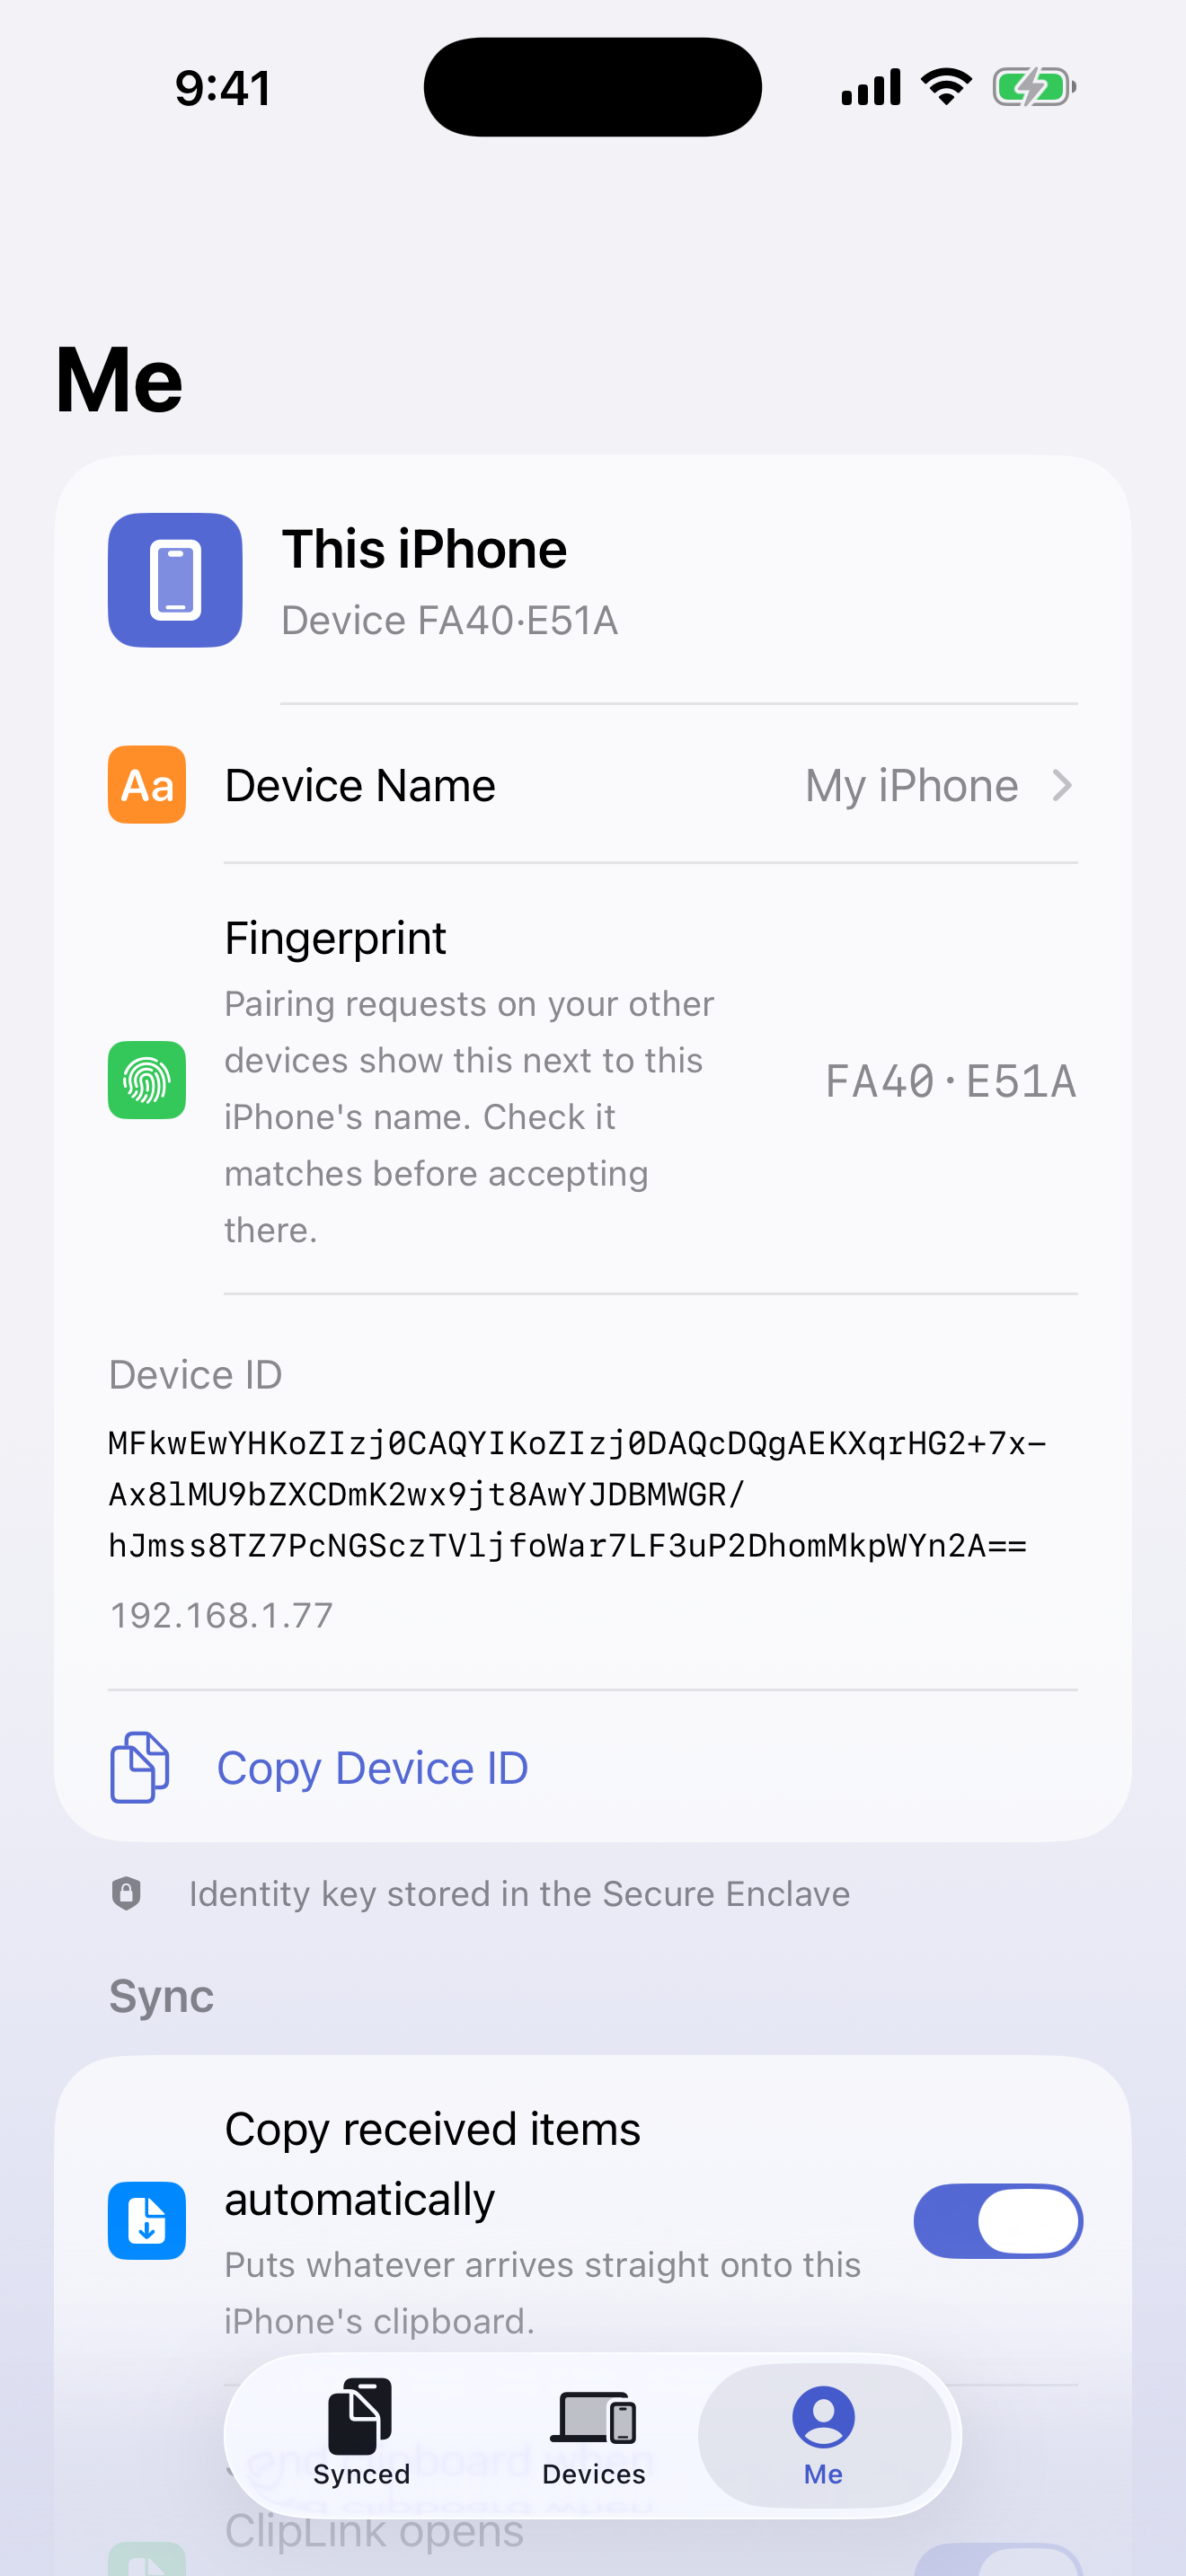 9:41
Me
This iPhone
Device FA40·E51A
Aa
Device Name
My iPhone
Fingerprint
Pairing requests on your other
devices show this next to this
iPhone's name. Check it
matches before accepting
there.
FA40·E51A
Device ID
MFkwEwYHKoZIzj0CAQYIKoZIzj0DAQcDQgAEKXqrHG2+7x-
Ax8lMU9bZXCDmK2wx9jt8AwYJDBMWGR/
hJmss8TZ7PcNGSczTVljfoWar7LF3uP2DhomMkpWYn2A==
192.168.1.77
Copy Device ID
Identity key stored in the Secure Enclave
Sync
Copy received items
automatically
Puts whatever arrives straight onto this
iPhone's clipboard.
clipboard when
ClipLink opens
Synced
Devices
Me